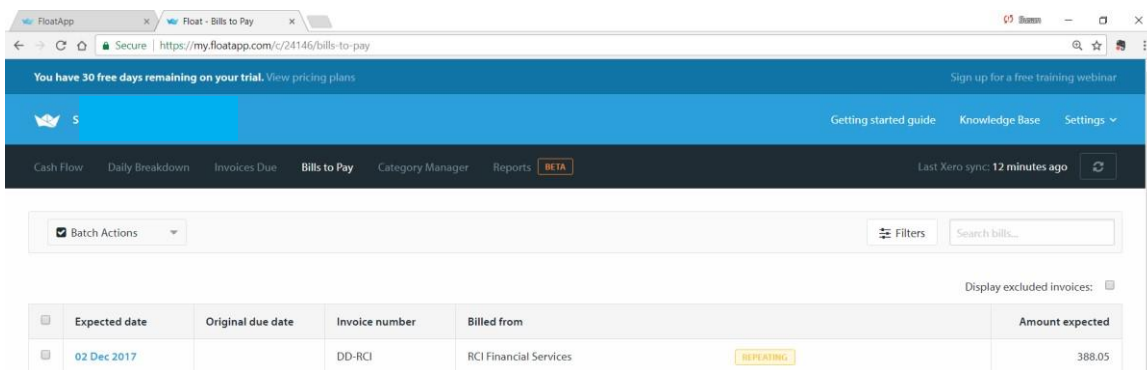 FloatApp
Float - Bills to Pay
Secure | https://my.floatapp.com/c/24146/bills-to-pay
You have 30 free days remaining on your trial. View pricing plans
Sign up for a free training webinar
S
Getting started guide
Knowledge Base
Settings
Cash Flow
Daily Breakdown
Invoices Due
Bills to Pay
Category Manager
Reports
BETA
Last Xero sync: 12 minutes ago
Batch Actions
Filters
Search bills...
Display excluded invoices:
Expected date
Original due date
Invoice number
Billed from
Amount expected
02 Dec 2017
DD-RCI
RCI Financial Services
REPEATING
388.05